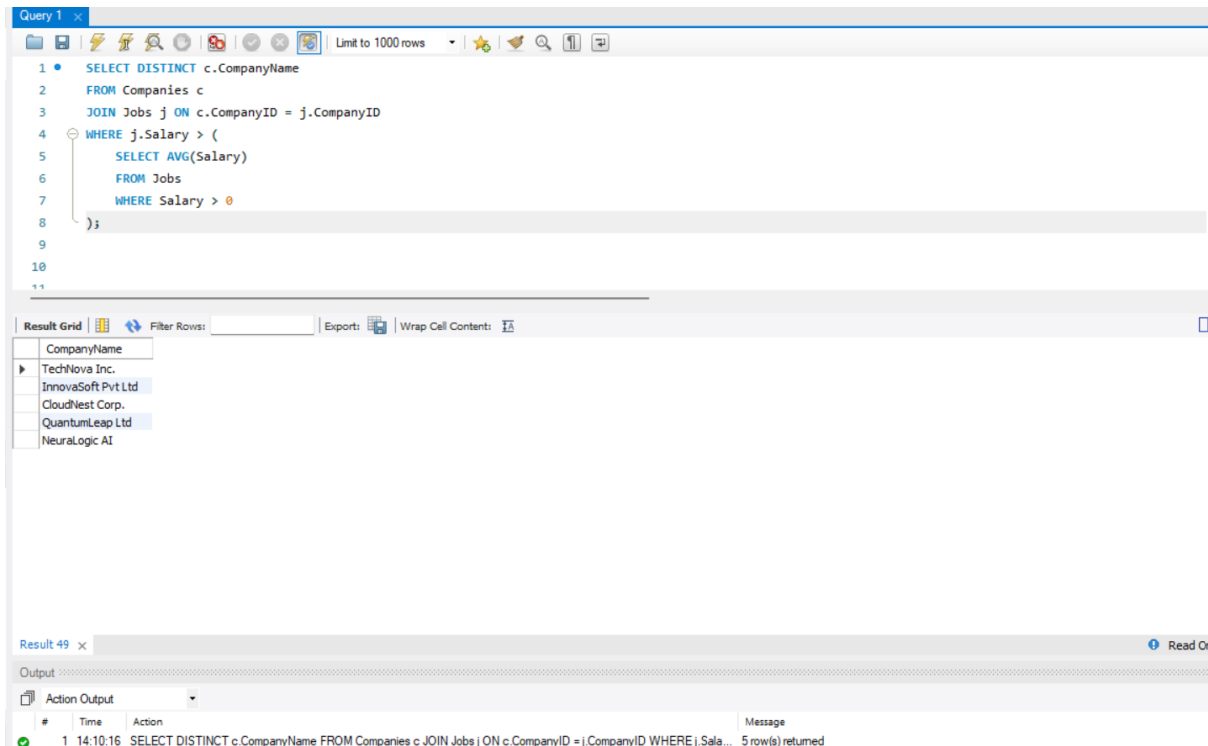 Query 1
Limit to 1000 rows
1 SELECT DISTINCT c.CompanyName
2 FROM Companies c
3 JOIN Jobs j ON c.CompanyID = j.CompanyID
4 WHERE j.Salary > (
5 SELECT AVG(Salary)
6 FROM Jobs
7 WHERE Salary > 0
8 );
9
10
11
Result Grid Filter Rows: Export: Wrap Cell Content: IA
CompanyName
TechNova Inc.
InnovaSoft Pvt Ltd
CloudNest Corp.
QuantumLeap Ltd
NeuraLogic AI
Result 49 Read
Output
Action Output
# Time Action Message
1 14:10:16 SELECT DISTINCT c.CompanyName FROM Companies c JOIN Jobs j ON c.CompanyID = j.CompanyID WHERE j.Sala... 5 row(s) returned